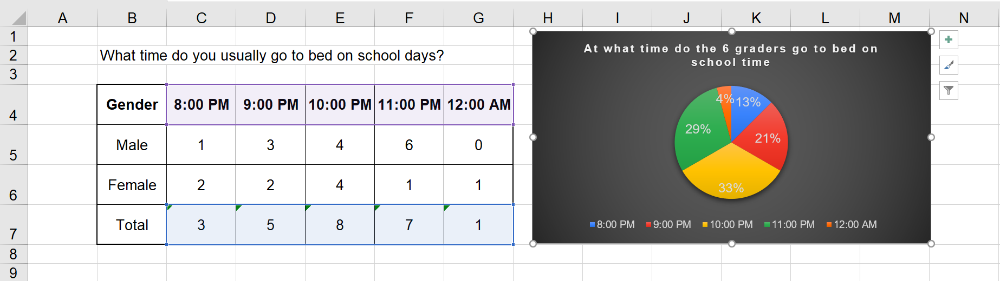 A B C D E F G H I J K L M N
1
2 What time do you usually go to bed on school days?
3
4 Gender 8:00 PM 9:00 PM 10:00 PM 11:00 PM 12:00 AM
5 Male 1 3 4 6 0
6 Female 2 2 4 1 1
7 Total 3 5 8 7 1
8
9
At what time do the 6 graders go to bed on
school time
4% 13%
29% 21%
33%
8:00 PM 9:00 PM 10:00 PM 11:00 PM 12:00 AM